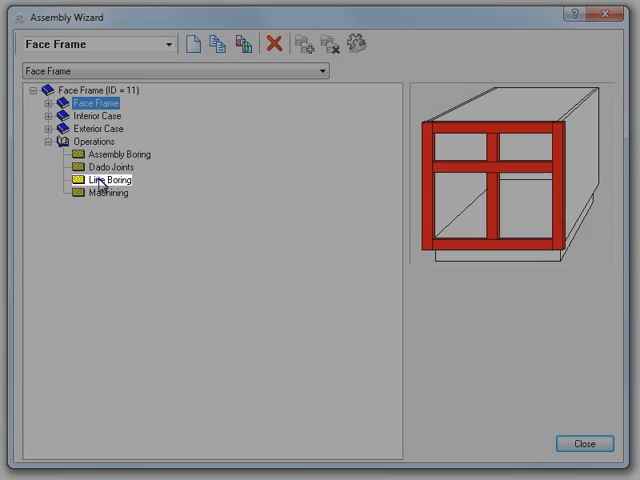 Assembly Wizard
?
Face Frame
Face Frame
Face Frame (ID = 11)
Face Frame
Interior Case
Exterior Case
Operations
Assembly Boring
Dado Joints
Line Boring
Machining
Close